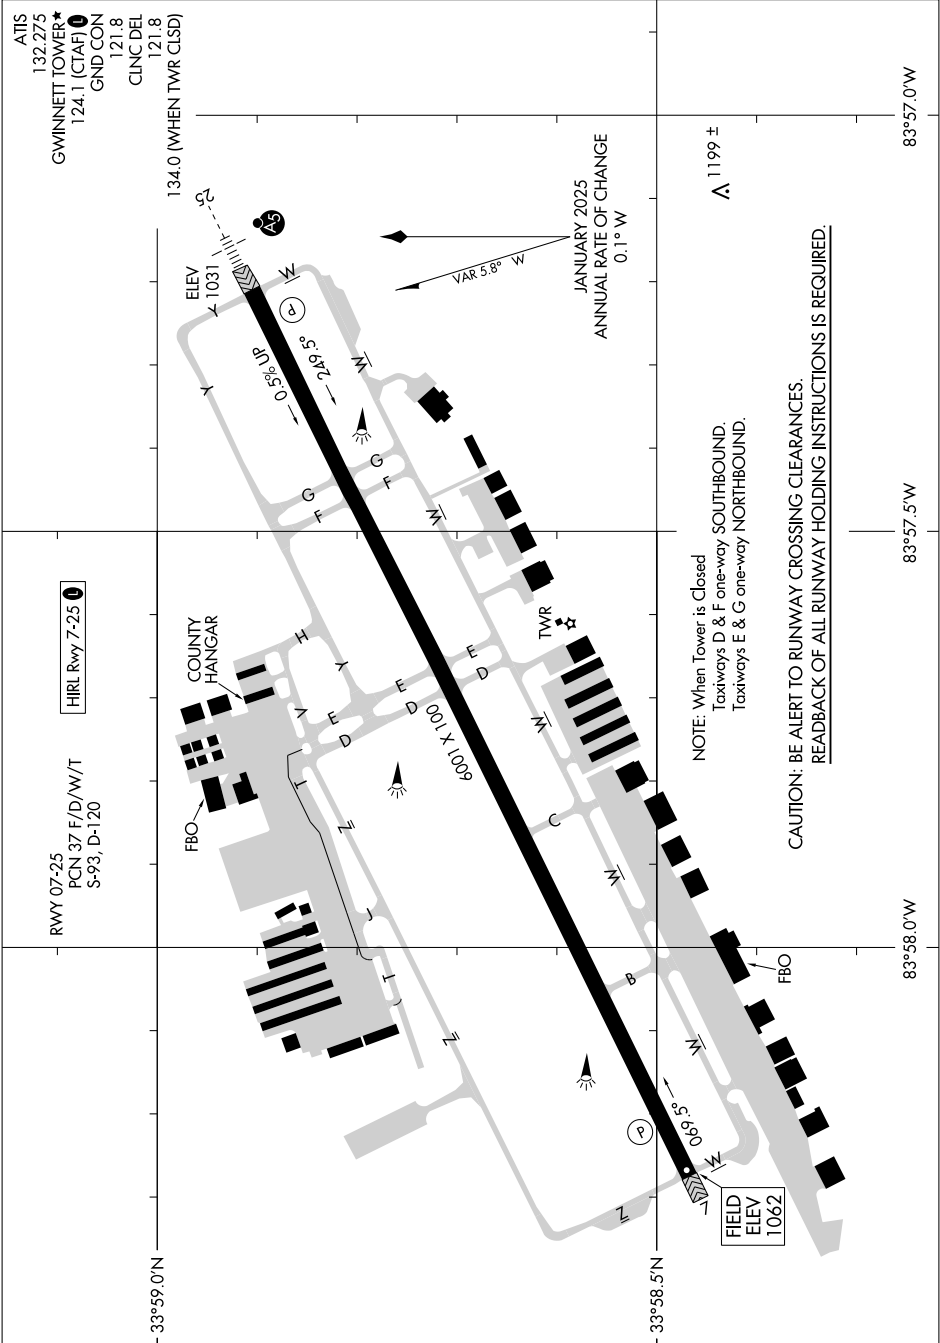 ATIS
132.275
GWINNETT TOWER★
124.1 (CTAF) L
GND CON
121.8
CLNC DEL
121.8
134.0 (WHEN TWR CLSD)
HIRL Rwy 7-25 L
RWY 07-25
PCN 37 F/D/W/T
S-93, D-120
25
A5
ELEV
1031
Y
W
P
Y
0.5% UP
249.5°
W
G
F
G
F
W
JANUARY 2025
ANNUAL RATE OF CHANGE
0.1° W
VAR 5.8° W
1199 ±
COUNTY
HANGAR
H
Y
V
E
D
E
D
E
D
TWR
6001 X 100
W
FBO
T
Z
J
C
W
T
Z
B
W
FBO
P
069.5°
W
Z
7
FIELD
ELEV
1062
NOTE: When Tower is Closed
Taxiways D & F one-way SOUTHBOUND.
Taxiways E & G one-way NORTHBOUND.
CAUTION: BE ALERT TO RUNWAY CROSSING CLEARANCES.
READBACK OF ALL RUNWAY HOLDING INSTRUCTIONS IS REQUIRED.
33°59.0'N
33°58.5'N
83°58.0'W
83°57.5'W
83°57.0'W